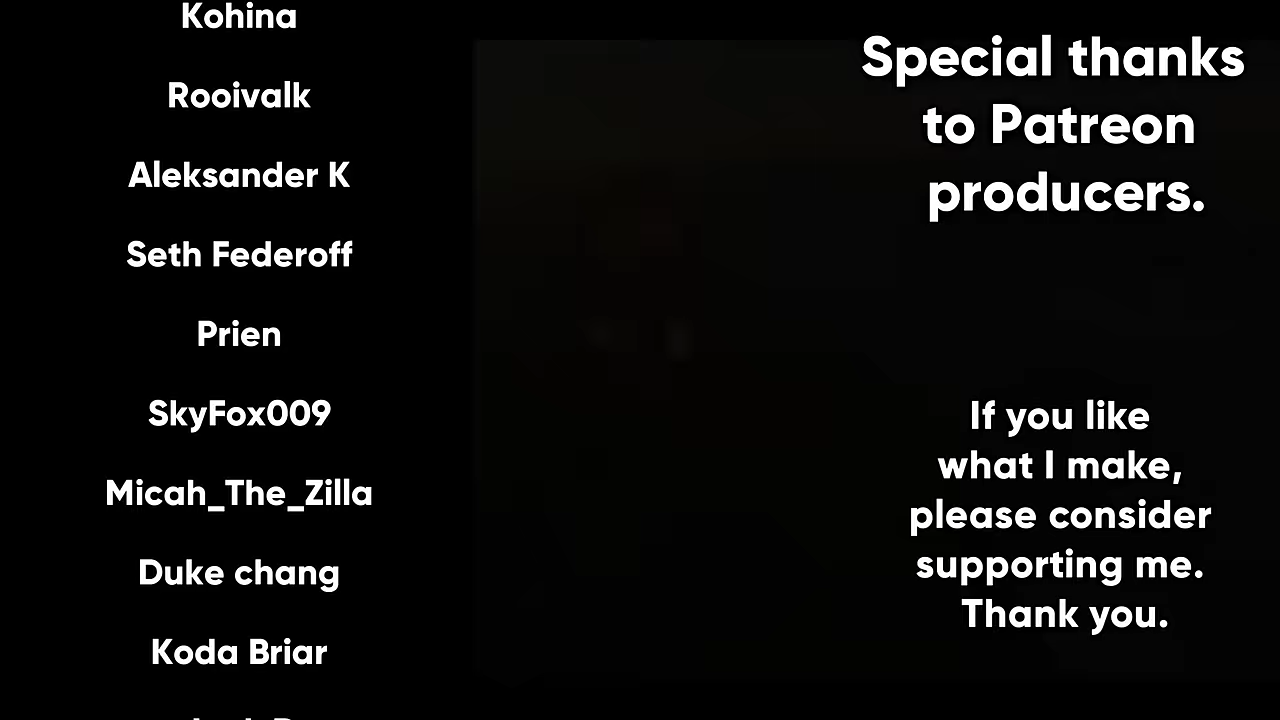 Kohina
Rooivalk
Aleksander K
Seth Federoff
Prien
SkyFox009
Micah_The_Zilla
Duke chang
Koda Briar
Special thanks
to Patreon
producers.
If you like
what I make,
please consider
supporting me.
Thank you.